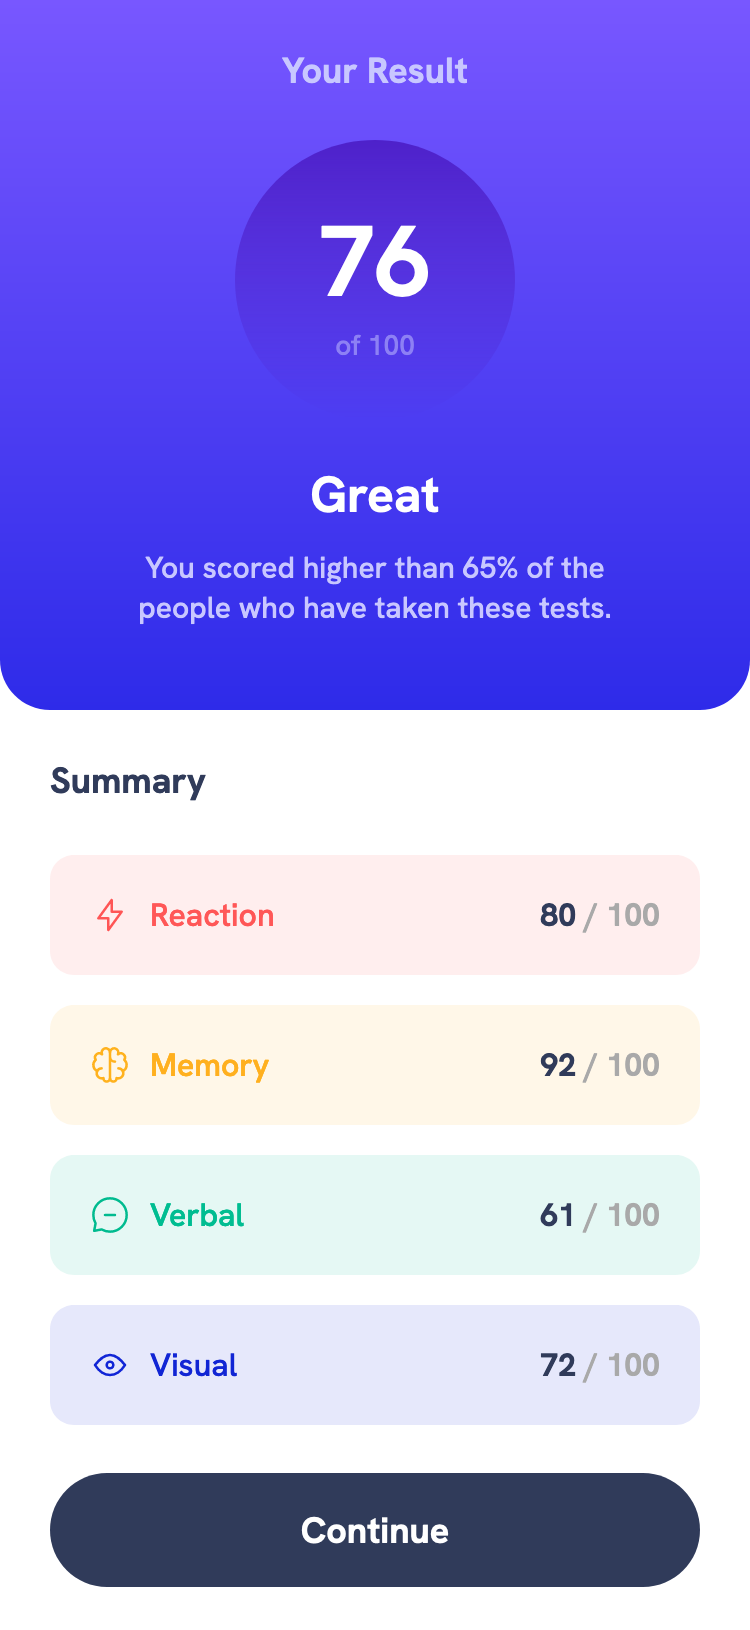 Your Result
76
of 100
Great
You scored higher than 65% of the
people who have taken these tests.
Summary
Reaction 80 / 100
Memory 92 / 100
Verbal 61 / 100
Visual 72 / 100
Continue